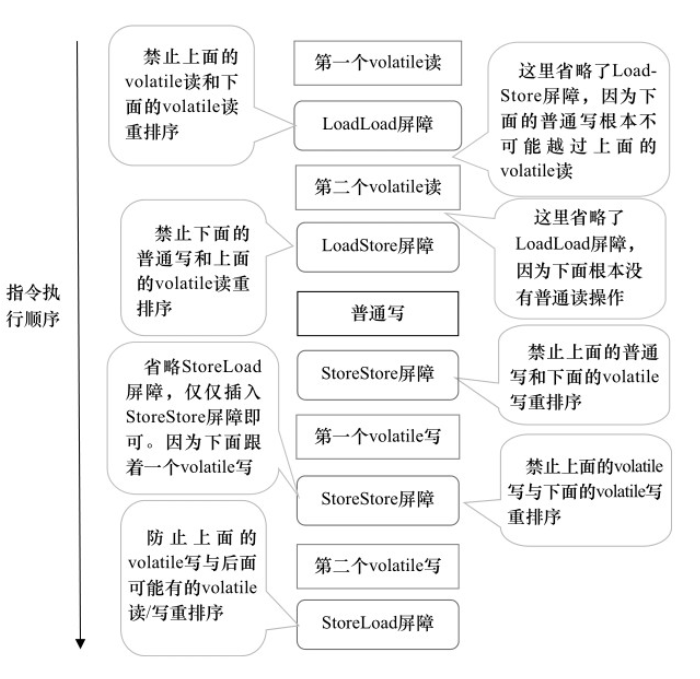 禁止上面的
volatile读和下
面的volatile读
重排序
第一个volatile读
LoadLoad屏障
这里省略了Load-
Store屏障，因为下
面的普通写根本不
可能越过上面的
volatile读
第二个volatile读
禁止下面的
普通写和上面
的volatile读重
排序
LoadStore屏障
这里省略了
LoadLoad屏障，
因为下面根本没
有普通读操作
指令执
行顺序
普通写
省略StoreLoad
屏障，仅仅插入
StoreStore屏障即
可。因为下面跟
着一个volatile写
StoreStore屏障
禁止上面的普通
写和下面的volatile
写重排序
第一个volatile写
StoreStore屏障
禁止上面的volatile
写与下面的volatile写
重排序
防止上面的
volatile写与后面
可能有的volatile
读/写重排序
第二个volatile写
StoreLoad屏障